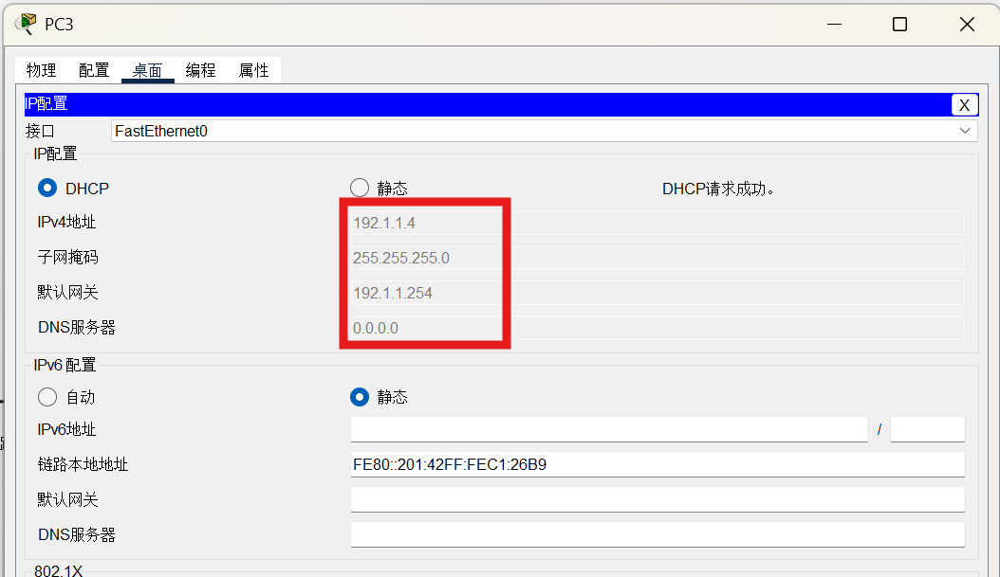 PC3
物理 配置 桌面 编程 属性
IP配置 X
接口 FastEthernet0
IP配置
DHCP 静态 DHCP请求成功。
IPv4地址 192.1.1.4
子网掩码 255.255.255.0
默认网关 192.1.1.254
DNS服务器 0.0.0.0
IPv6 配置
自动 静态
IPv6地址 /
链路本地地址 FE80::201:42FF:FEC1:26B9
默认网关
DNS服务器
802.1X